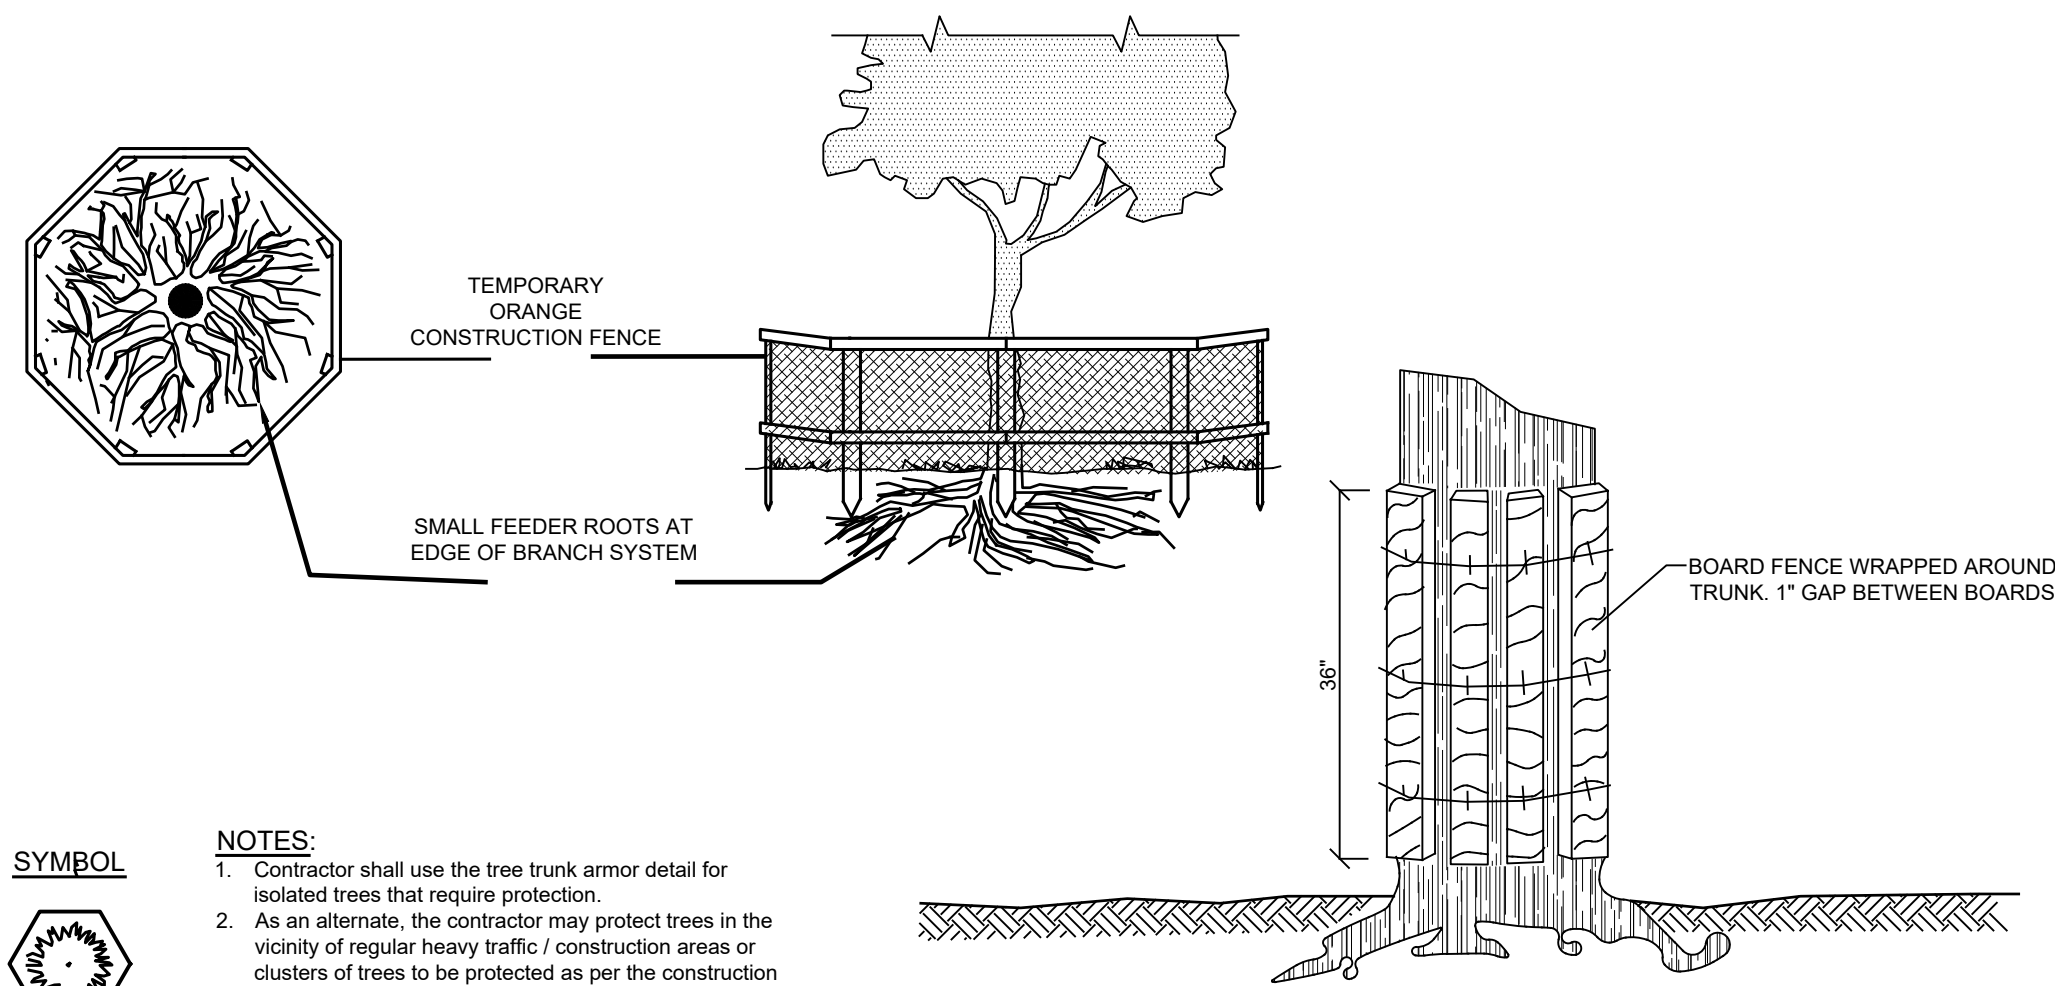 TEMPORARY
ORANGE
CONSTRUCTION FENCE
SMALL FEEDER ROOTS AT
EDGE OF BRANCH SYSTEM
BOARD FENCE WRAPPED AROUND
TRUNK. 1" GAP BETWEEN BOARDS
36"
SYMBOL
NOTES:
1. Contractor shall use the tree trunk armor detail for
isolated trees that require protection.
2. As an alternate, the contractor may protect trees in the
vicinity of regular heavy traffic / construction areas or
clusters of trees to be protected as per the construction